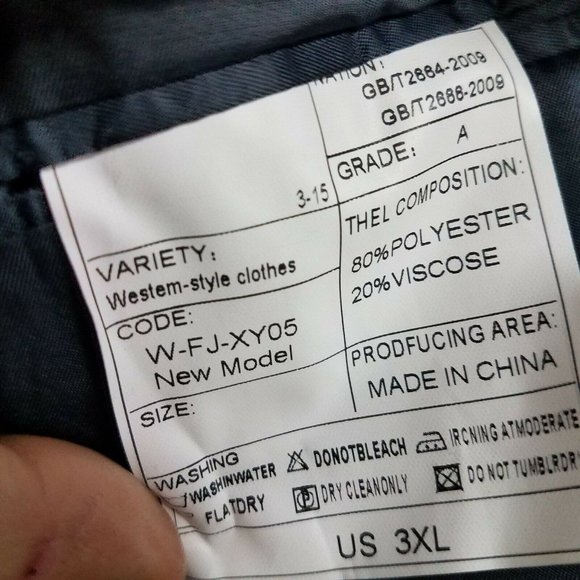 GB/T2664-2009
GB/T2666-2009
3-15
GRADE: A
VARIETY:
Westem-style clothes
THEL COMPOSITION:
80%POLYESTER
20%VISCOSE
CODE:
W-FJ-XY05
New Model
PRODFUCING AREA:
MADE IN CHINA
SIZE:
WASHING
WASHINWATER DONOTBLEACH IRCNING ATMODERATE
FLATDRY DRY CLEANONLY DO NOT TUMBLRDR
US 3XL